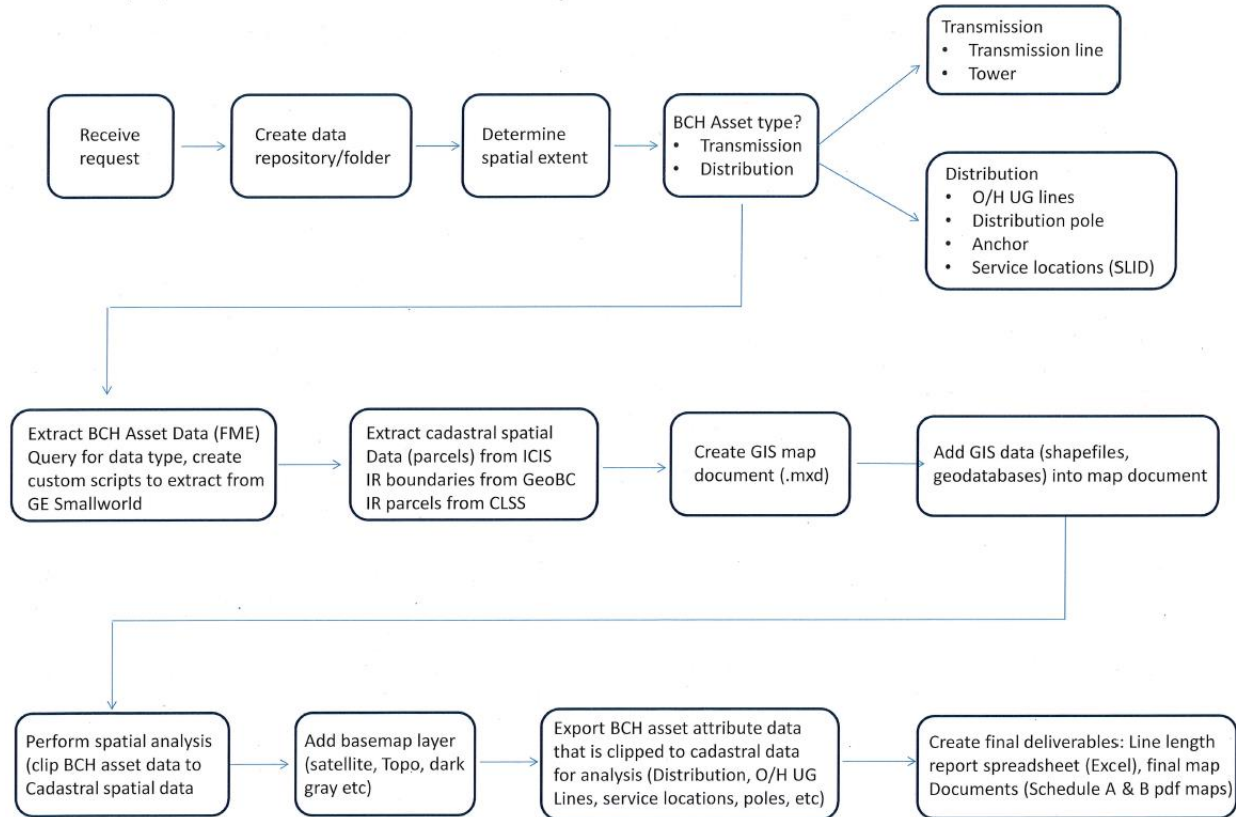 Receive
request
Create data
repository/folder
Determine
spatial extent
BCH Asset type?
• Transmission
• Distribution
Transmission
• Transmission line
• Tower
Distribution
• O/H UG lines
• Distribution pole
• Anchor
• Service locations (SLID)
Extract BCH Asset Data (FME)
Query for data type, create
custom scripts to extract from
GE Smallworld
Extract cadastral spatial
Data (parcels) from ICIS
IR boundaries from GeoBC
IR parcels from CLSS
Create GIS map
document (.mxd)
Add GIS data (shapefiles,
geodatabases) into map document
Perform spatial analysis
(clip BCH asset data to
Cadastral spatial data
Add basemap layer
(satellite, Topo, dark
gray etc)
Export BCH asset attribute data
that is clipped to cadastral data
for analysis (Distribution, O/H UG
Lines, service locations, poles, etc)
Create final deliverables: Line length
report spreadsheet (Excel), final map
Documents (Schedule A & B pdf maps)